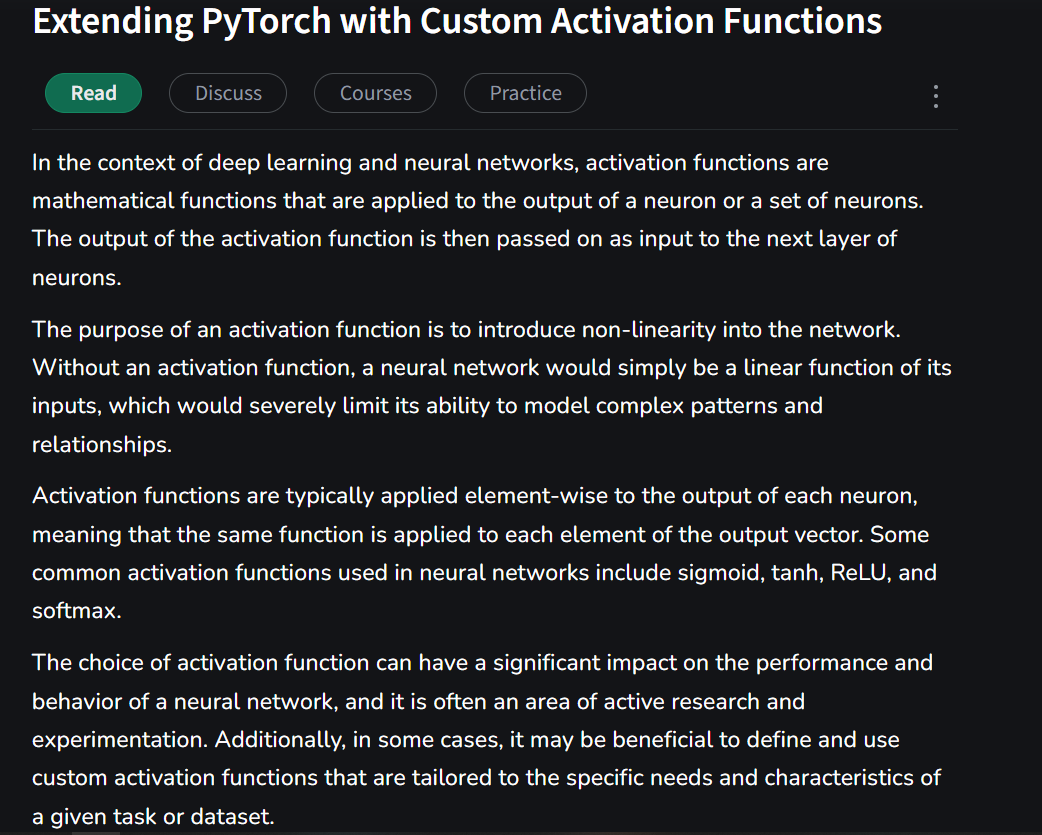 Extending PyTorch with Custom Activation Functions
Read
Discuss
Courses
Practice
In the context of deep learning and neural networks, activation functions are
mathematical functions that are applied to the output of a neuron or a set of neurons.
The output of the activation function is then passed on as input to the next layer of
neurons.
The purpose of an activation function is to introduce non-linearity into the network.
Without an activation function, a neural network would simply be a linear function of its
inputs, which would severely limit its ability to model complex patterns and
relationships.
Activation functions are typically applied element-wise to the output of each neuron,
meaning that the same function is applied to each element of the output vector. Some
common activation functions used in neural networks include sigmoid, tanh, ReLU, and
softmax.
The choice of activation function can have a significant impact on the performance and
behavior of a neural network, and it is often an area of active research and
experimentation. Additionally, in some cases, it may be beneficial to define and use
custom activation functions that are tailored to the specific needs and characteristics of
a given task or dataset.